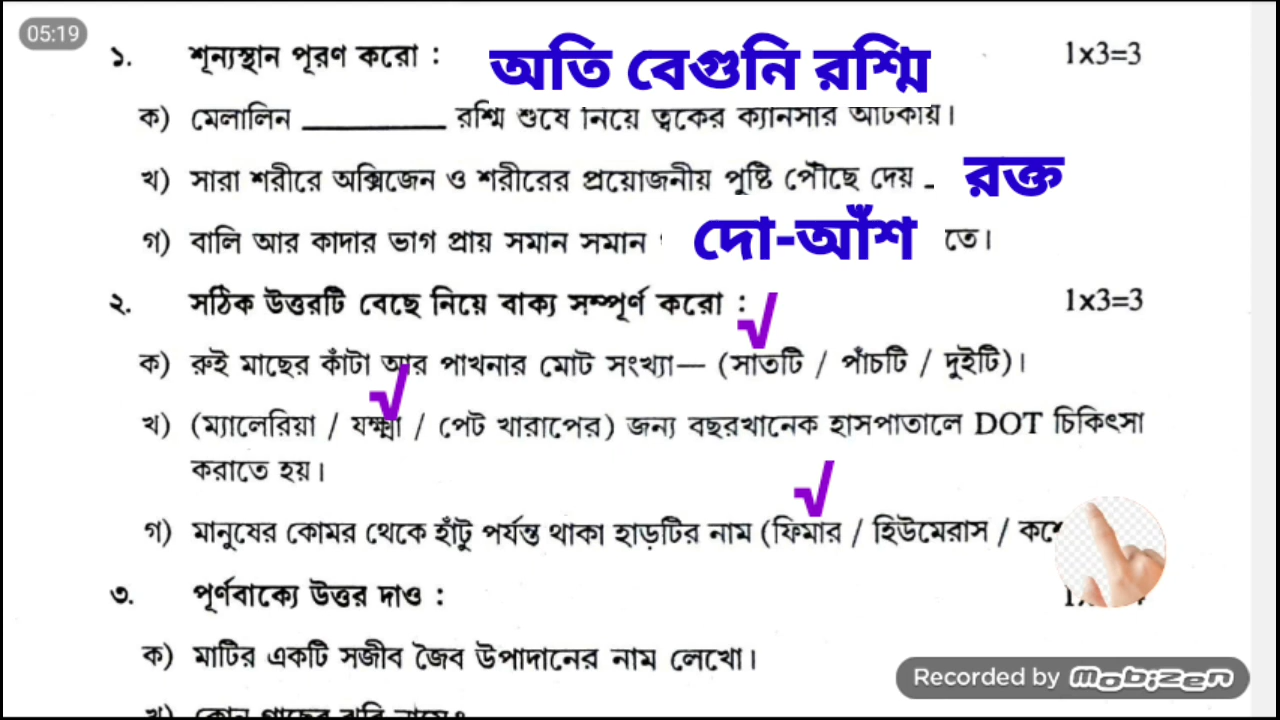 05:19
১. শূন্যস্থান পূরণ করো : অতি বেগুনি রশ্মি 1x3=3
ক) মেলালিন ________ রশ্মি শুষে নিয়ে ত্বকের ক্যানসার আটকায়।
খ) সারা শরীরে অক্সিজেন ও শরীরের প্রয়োজনীয় পুষ্টি পৌঁছে দেয় _ রক্ত
গ) বালি আর কাদার ভাগ প্রায় সমান সমান দো-আঁশ তে।
২. সঠিক উত্তরটি বেছে নিয়ে বাক্য সম্পূর্ণ করো : √ 1x3=3
ক) রুই মাছের কাঁটা আর পাখনার মোট সংখ্যা— (সাতটি / পাঁচটি / দুইটি)।
√
খ) (ম্যালেরিয়া / যক্ষ্মা / পেট খারাপের) জন্য বছরখানেক হাসপাতালে DOT চিকিৎসা
করাতে হয়।
√
গ) মানুষের কোমর থেকে হাঁটু পর্যন্ত থাকা হাড়টির নাম (ফিমার / হিউমেরাস /
৩. পূর্ণবাক্যে উত্তর দাও :
ক) মাটির একটি সজীব জৈব উপাদানের নাম লেখো।
Recorded by mobizen